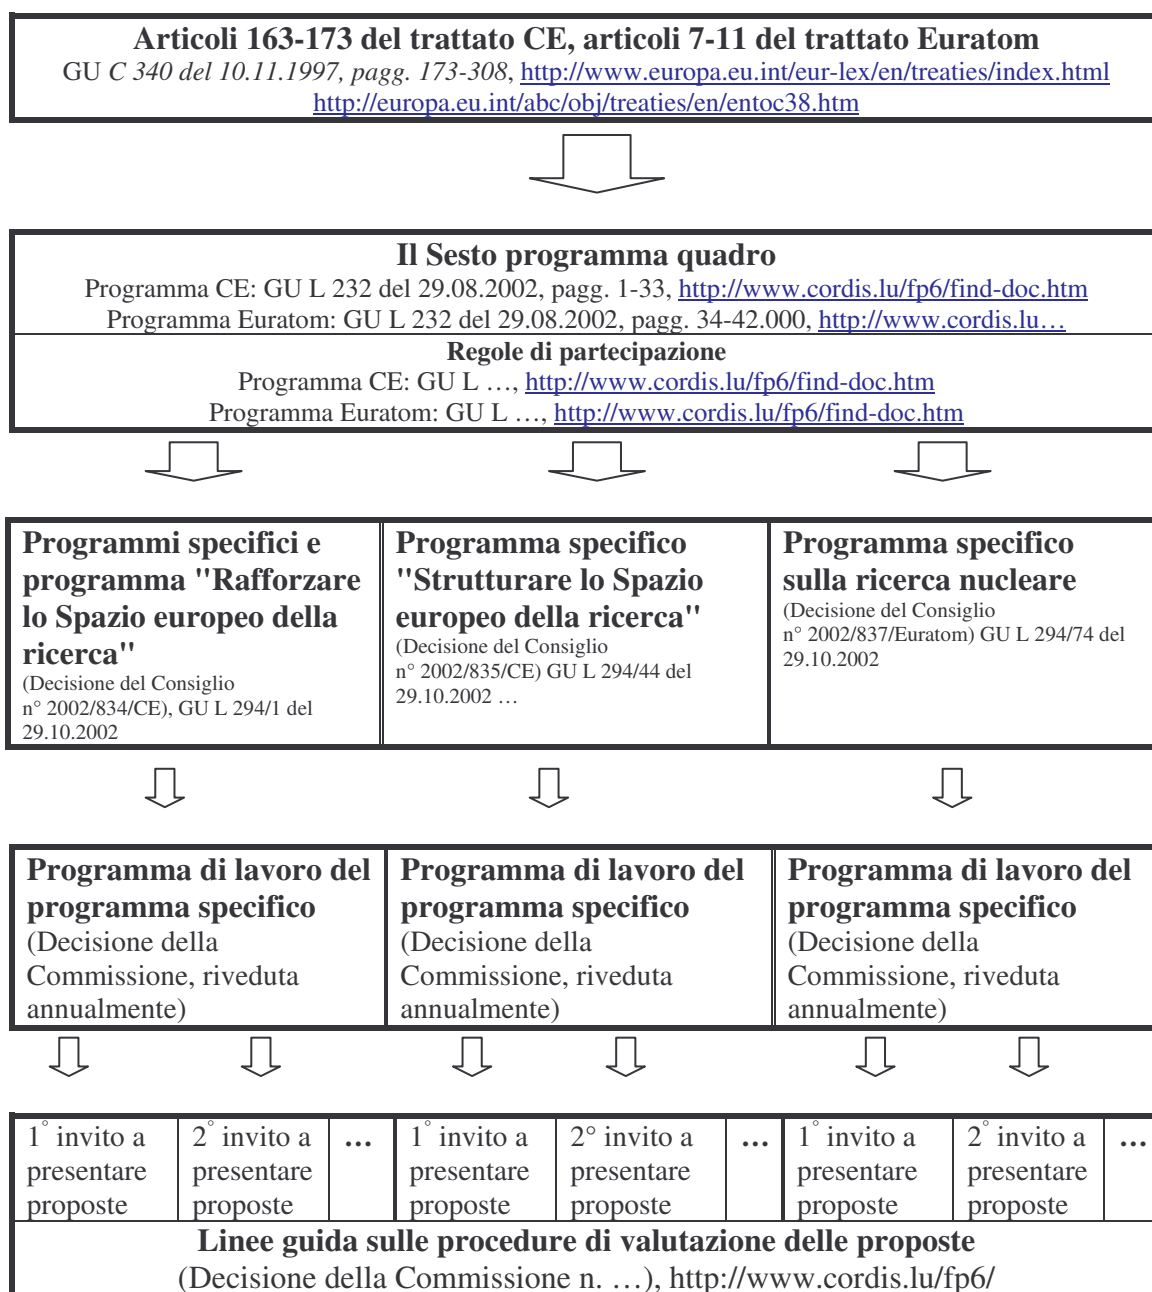 Articoli 163-173 del trattato CE, articoli 7-11 del trattato Euratom
GU C 340 del 10.11.1997, pagg. 173-308, http://www.europa.eu.int/eur-lex/en/treaties/index.html
http://europa.eu.int/abc/obj/treaties/en/entoc38.htm
Il Sesto programma quadro
Programma CE: GU L 232 del 29.08.2002, pagg. 1-33, http://www.cordis.lu/fp6/find-doc.htm
Programma Euratom: GU L 232 del 29.08.2002, pagg. 34-42.000, http://www.cordis.lu…
Regole di partecipazione
Programma CE: GU L …, http://www.cordis.lu/fp6/find-doc.htm
Programma Euratom: GU L …, http://www.cordis.lu/fp6/find-doc.htm
Programmi specifici e
programma "Rafforzare
lo Spazio europeo della
ricerca"
(Decisione del Consiglio
n° 2002/834/CE), GU L 294/1 del
29.10.2002
Programma specifico
"Strutturare lo Spazio
europeo della ricerca"
(Decisione del Consiglio
n° 2002/835/CE) GU L 294/44 del
29.10.2002 …
Programma specifico
sulla ricerca nucleare
(Decisione del Consiglio
n° 2002/837/Euratom) GU L 294/74 del
29.10.2002
Programma di lavoro del
programma specifico
(Decisione della
Commissione, riveduta
annualmente)
Programma di lavoro del
programma specifico
(Decisione della
Commissione, riveduta
annualmente)
Programma di lavoro del
programma specifico
(Decisione della
Commissione, riveduta
annualmente)
1° invito a
presentare
proposte
2° invito a
presentare
proposte
…
1° invito a
presentare
proposte
2° invito a
presentare
proposte
…
1° invito a
presentare
proposte
2° invito a
presentare
proposte
…
Linee guida sulle procedure di valutazione delle proposte
(Decisione della Commissione n. …), http://www.cordis.lu/fp6/